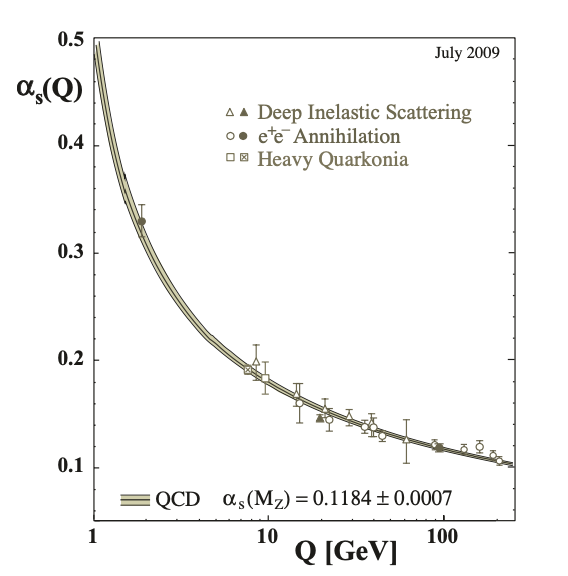 0.5
July 2009
αs(Q)
Deep Inelastic Scattering
e+e− Annihilation
0.4
Heavy Quarkonia
0.3
0.2
0.1
QCD αs(MZ) = 0.1184 ± 0.0007
1 10 100
Q [GeV]